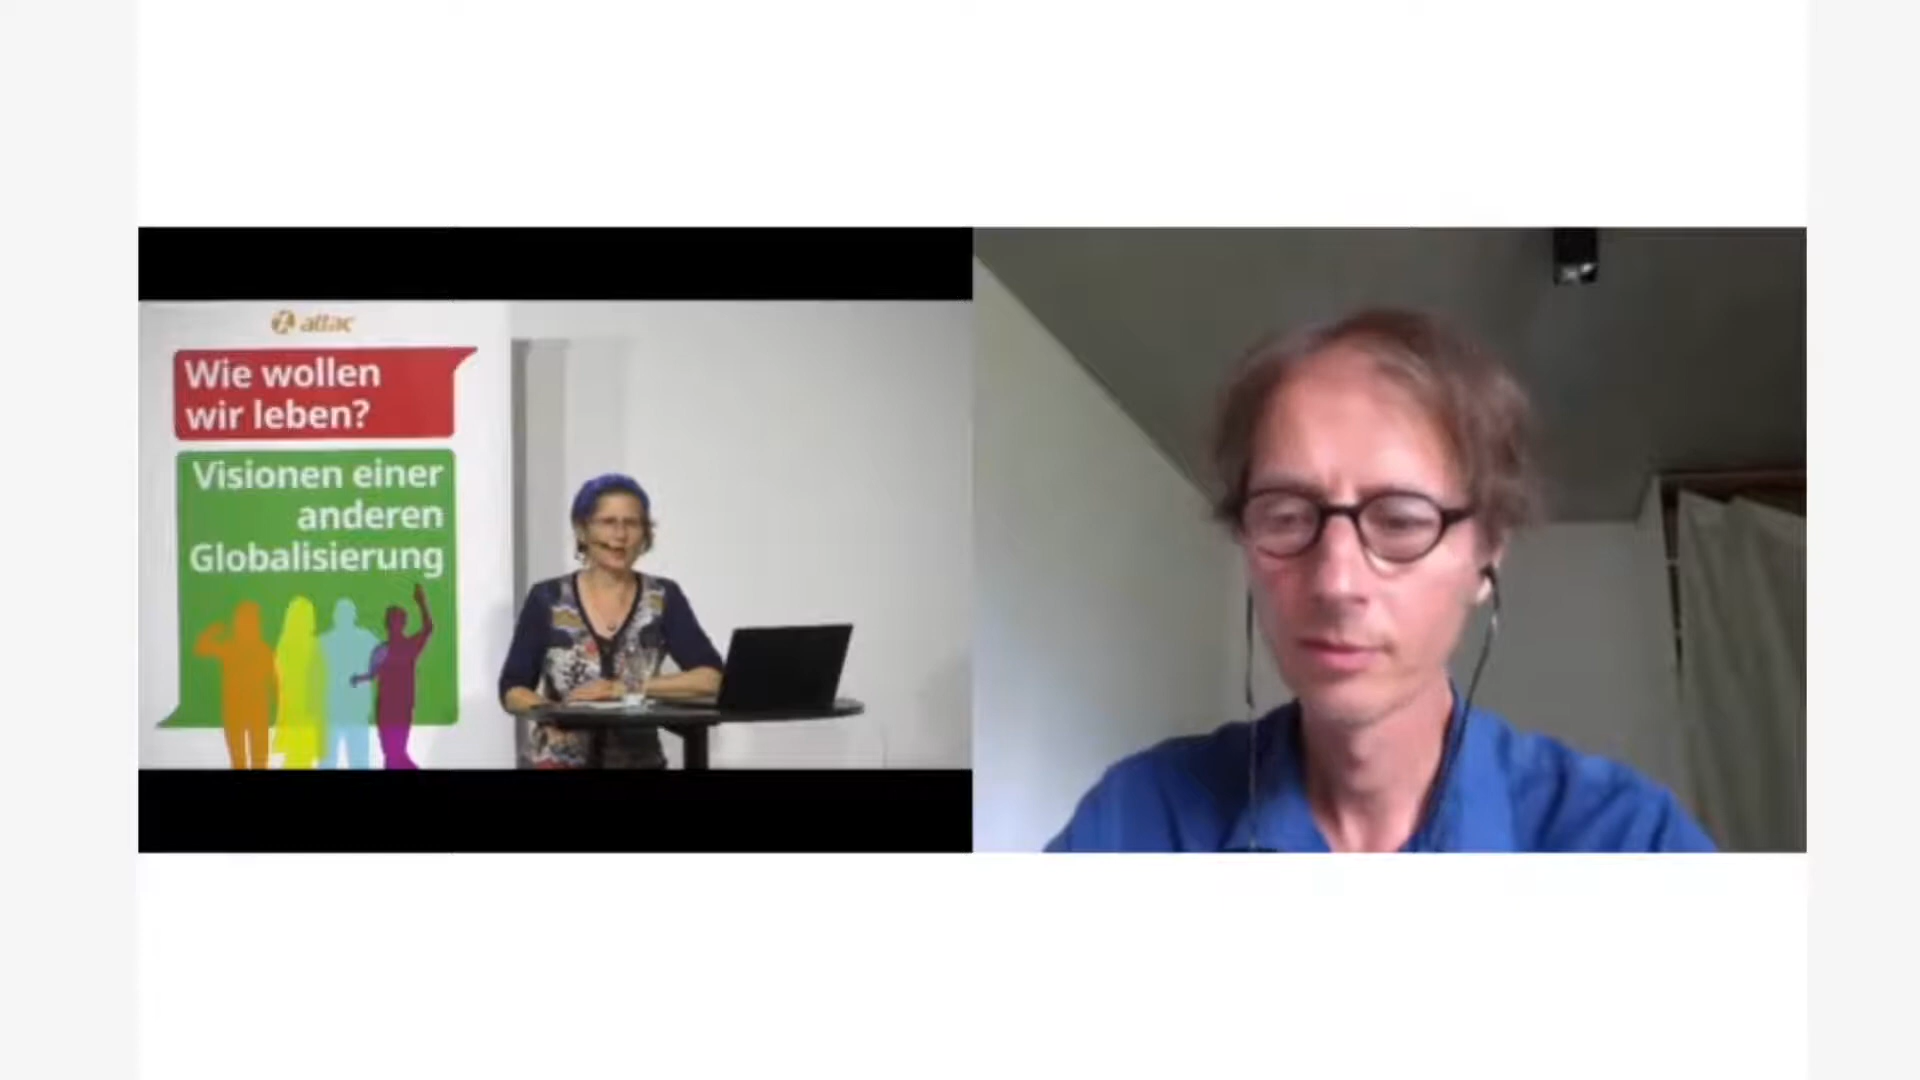 attac
Wie wollen
wir leben?
Visionen einer
anderen
Globalisierung